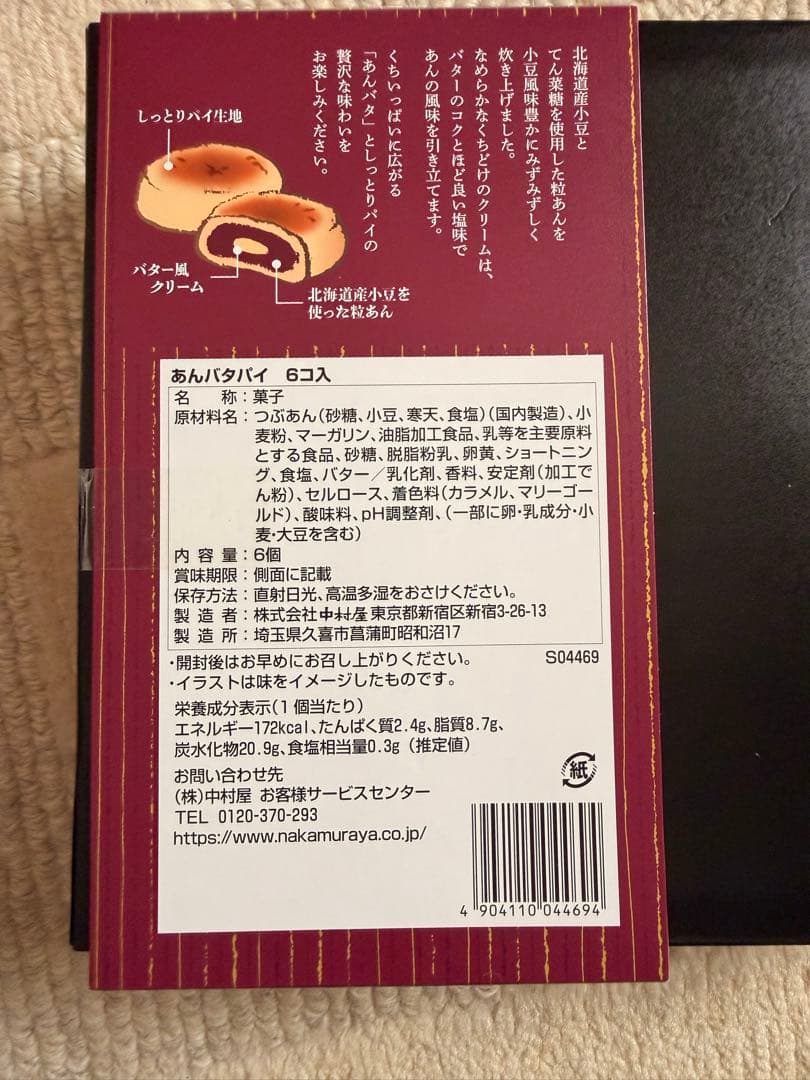 北海道産小豆と
てん菜糖を使用した粒あんを
小豆風味豊かにみずみずしく
炊き上げました。
なめらかなくちどけのクリームは、
バターのコクとほど良い塩味で
あんの風味を引き立てます。
くちいっぱいに広がる
「あんバタ」としっとりパイの
贅沢な味わいを
お楽しみください。
しっとりパイ生地
バター風
クリーム
北海道産小豆を
使った粒あん
あんバタパイ 6コ入
名称:菓子
原材料名:つぶあん(砂糖、小豆、寒天、食塩)(国内製造)、小
麦粉、マーガリン、油脂加工食品、乳等を主要原料
とする食品、砂糖、脱脂粉乳、卵黄、ショートニン
グ、食塩、バター/乳化剤、香料、安定剤(加工で
ん粉)、セルロース、着色料(カラメル、マリーゴー
ルド)、酸味料、pH調整剤、(一部に卵・乳成分・小
麦・大豆を含む)
内容量:6個
賞味期限:側面に記載
保存方法:直射日光、高温多湿をおさけください。
製造者:株式会社中村屋 東京都新宿区新宿3-26-13
製造所:埼玉県久喜市菖蒲町昭和沼17
・開封後はお早めにお召し上がりください。 S04469
・イラストは味をイメージしたものです。
栄養成分表示(1個当たり)
エネルギー172kcal、たんぱく質2.4g、脂質8.7g、
炭水化物20.9g、食塩相当量0.3g(推定値)
お問い合わせ先
(株)中村屋 お客様サービスセンター
TEL 0120-370-293
https://www.nakamuraya.co.jp/
紙
4 904110 044694